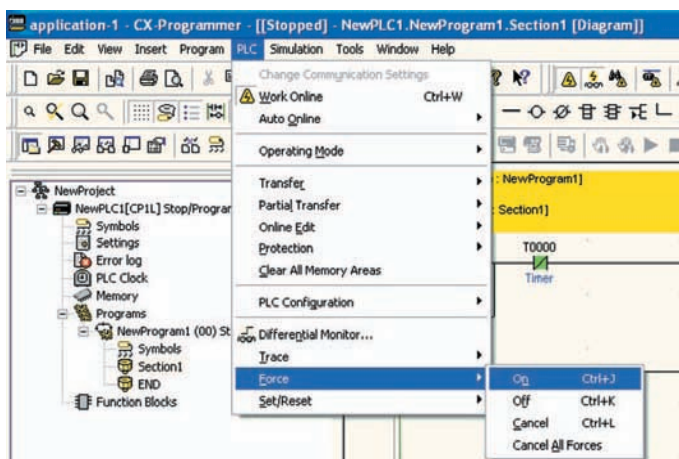 application-1 - CX-Programmer - [[Stopped] - NewPLC1.NewProgram1.Section1 [Diagram]]
File Edit View Insert Program PLC Simulation Tools Window Help
Change Communication Settings
Work Online Ctrl+W
Auto Online
Operating Mode
Transfer
Partial Transfer
Online Edit
Protection
Clear All Memory Areas
PLC Configuration
Differential Monitor...
Trace
Force
Set/Reset
On Ctrl+J
Off Ctrl+K
Cancel Ctrl+L
Cancel All Forces
NewProject
NewPLC1[CP1L] Stop/Progra
Symbols
Settings
Error log
PLC Clock
Memory
Programs
NewProgram1 (00) St
Symbols
Section1
END
Function Blocks
: NewProgram1]
: Section1]
T0000
Timer